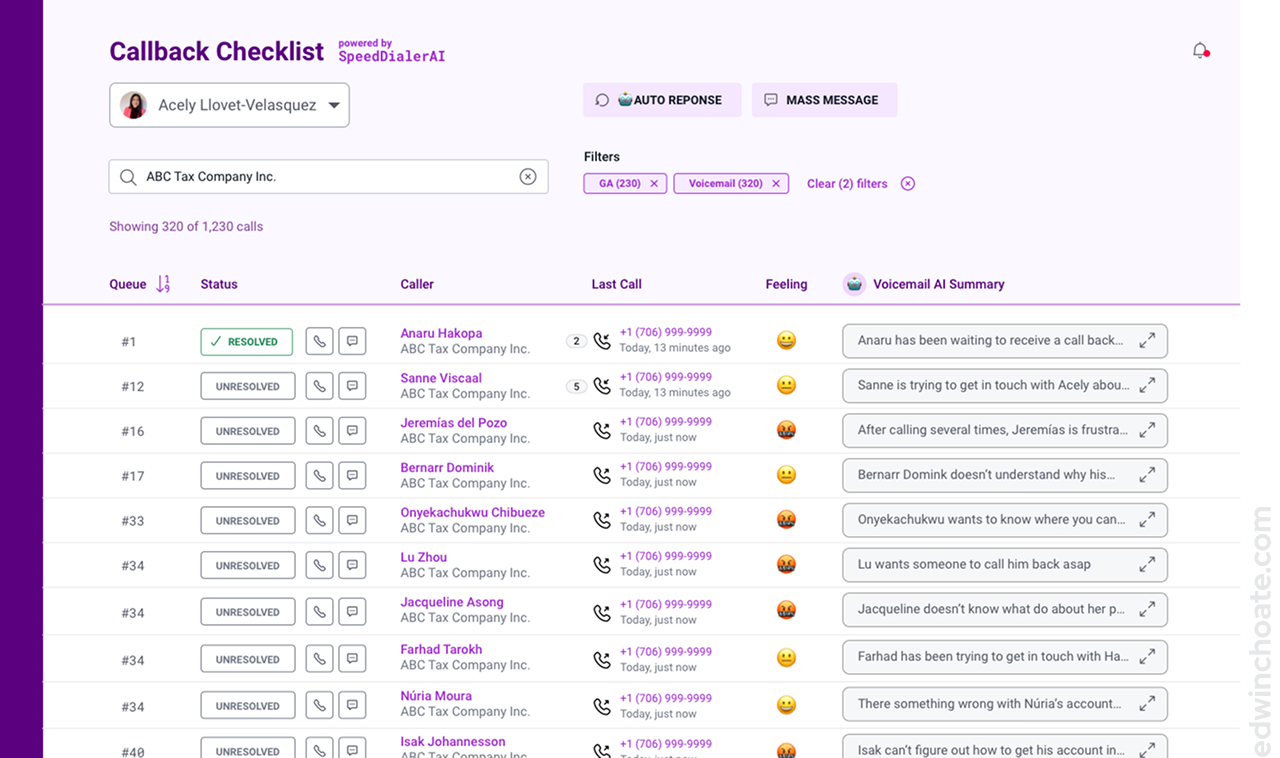 Callback Checklist
powered by
SpeedDialerAI
Acely Llovet-Velasquez
AUTO REPONSE
MASS MESSAGE
ABC Tax Company Inc.
Filters
GA (230)
Voicemail (320)
Clear (2) filters
Showing 320 of 1,230 calls
Queue 1 9 Status Caller Last Call Feeling Voicemail AI Summary
#1 RESOLVED Anaru Hakopa 2 +1 (706) 999-9999 Anaru has been waiting to receive a call back...
ABC Tax Company Inc. Today, 13 minutes ago
#12 UNRESOLVED Sanne Viscaal 5 +1 (706) 999-9999 Sanne is trying to get in touch with Acely abou...
ABC Tax Company Inc. Today, 13 minutes ago
#16 UNRESOLVED Jeremías del Pozo +1 (706) 999-9999 After calling several times, Jeremías is frustra...
ABC Tax Company Inc. Today, just now
#17 UNRESOLVED Bernarr Dominik +1 (706) 999-9999 Bernarr Domink doesn’t understand why his...
ABC Tax Company Inc. Today, just now
#33 UNRESOLVED Onyekachukwu Chibueze +1 (706) 999-9999 Onyekachukwu wants to know where you can...
ABC Tax Company Inc. Today, just now
#34 UNRESOLVED Lu Zhou +1 (706) 999-9999 Lu wants someone to call him back asap
ABC Tax Company Inc. Today, just now
#34 UNRESOLVED Jacqueline Asong +1 (706) 999-9999 Jacqueline doesn’t know what do about her p...
ABC Tax Company Inc. Today, just now
#34 UNRESOLVED Farhad Tarokh +1 (706) 999-9999 Farhad has been trying to get in touch with Ha...
ABC Tax Company Inc. Today, just now
#34 UNRESOLVED Núria Moura +1 (706) 999-9999 There something wrong with Núria’s account...
ABC Tax Company Inc. Today, just now
#40 UNRESOLVED Isak Johannesson +1 (706) 999-9999 Isak can’t figure out how to get his account in...
ABC Tax Company Inc. Today, just now
edwinchoate.com